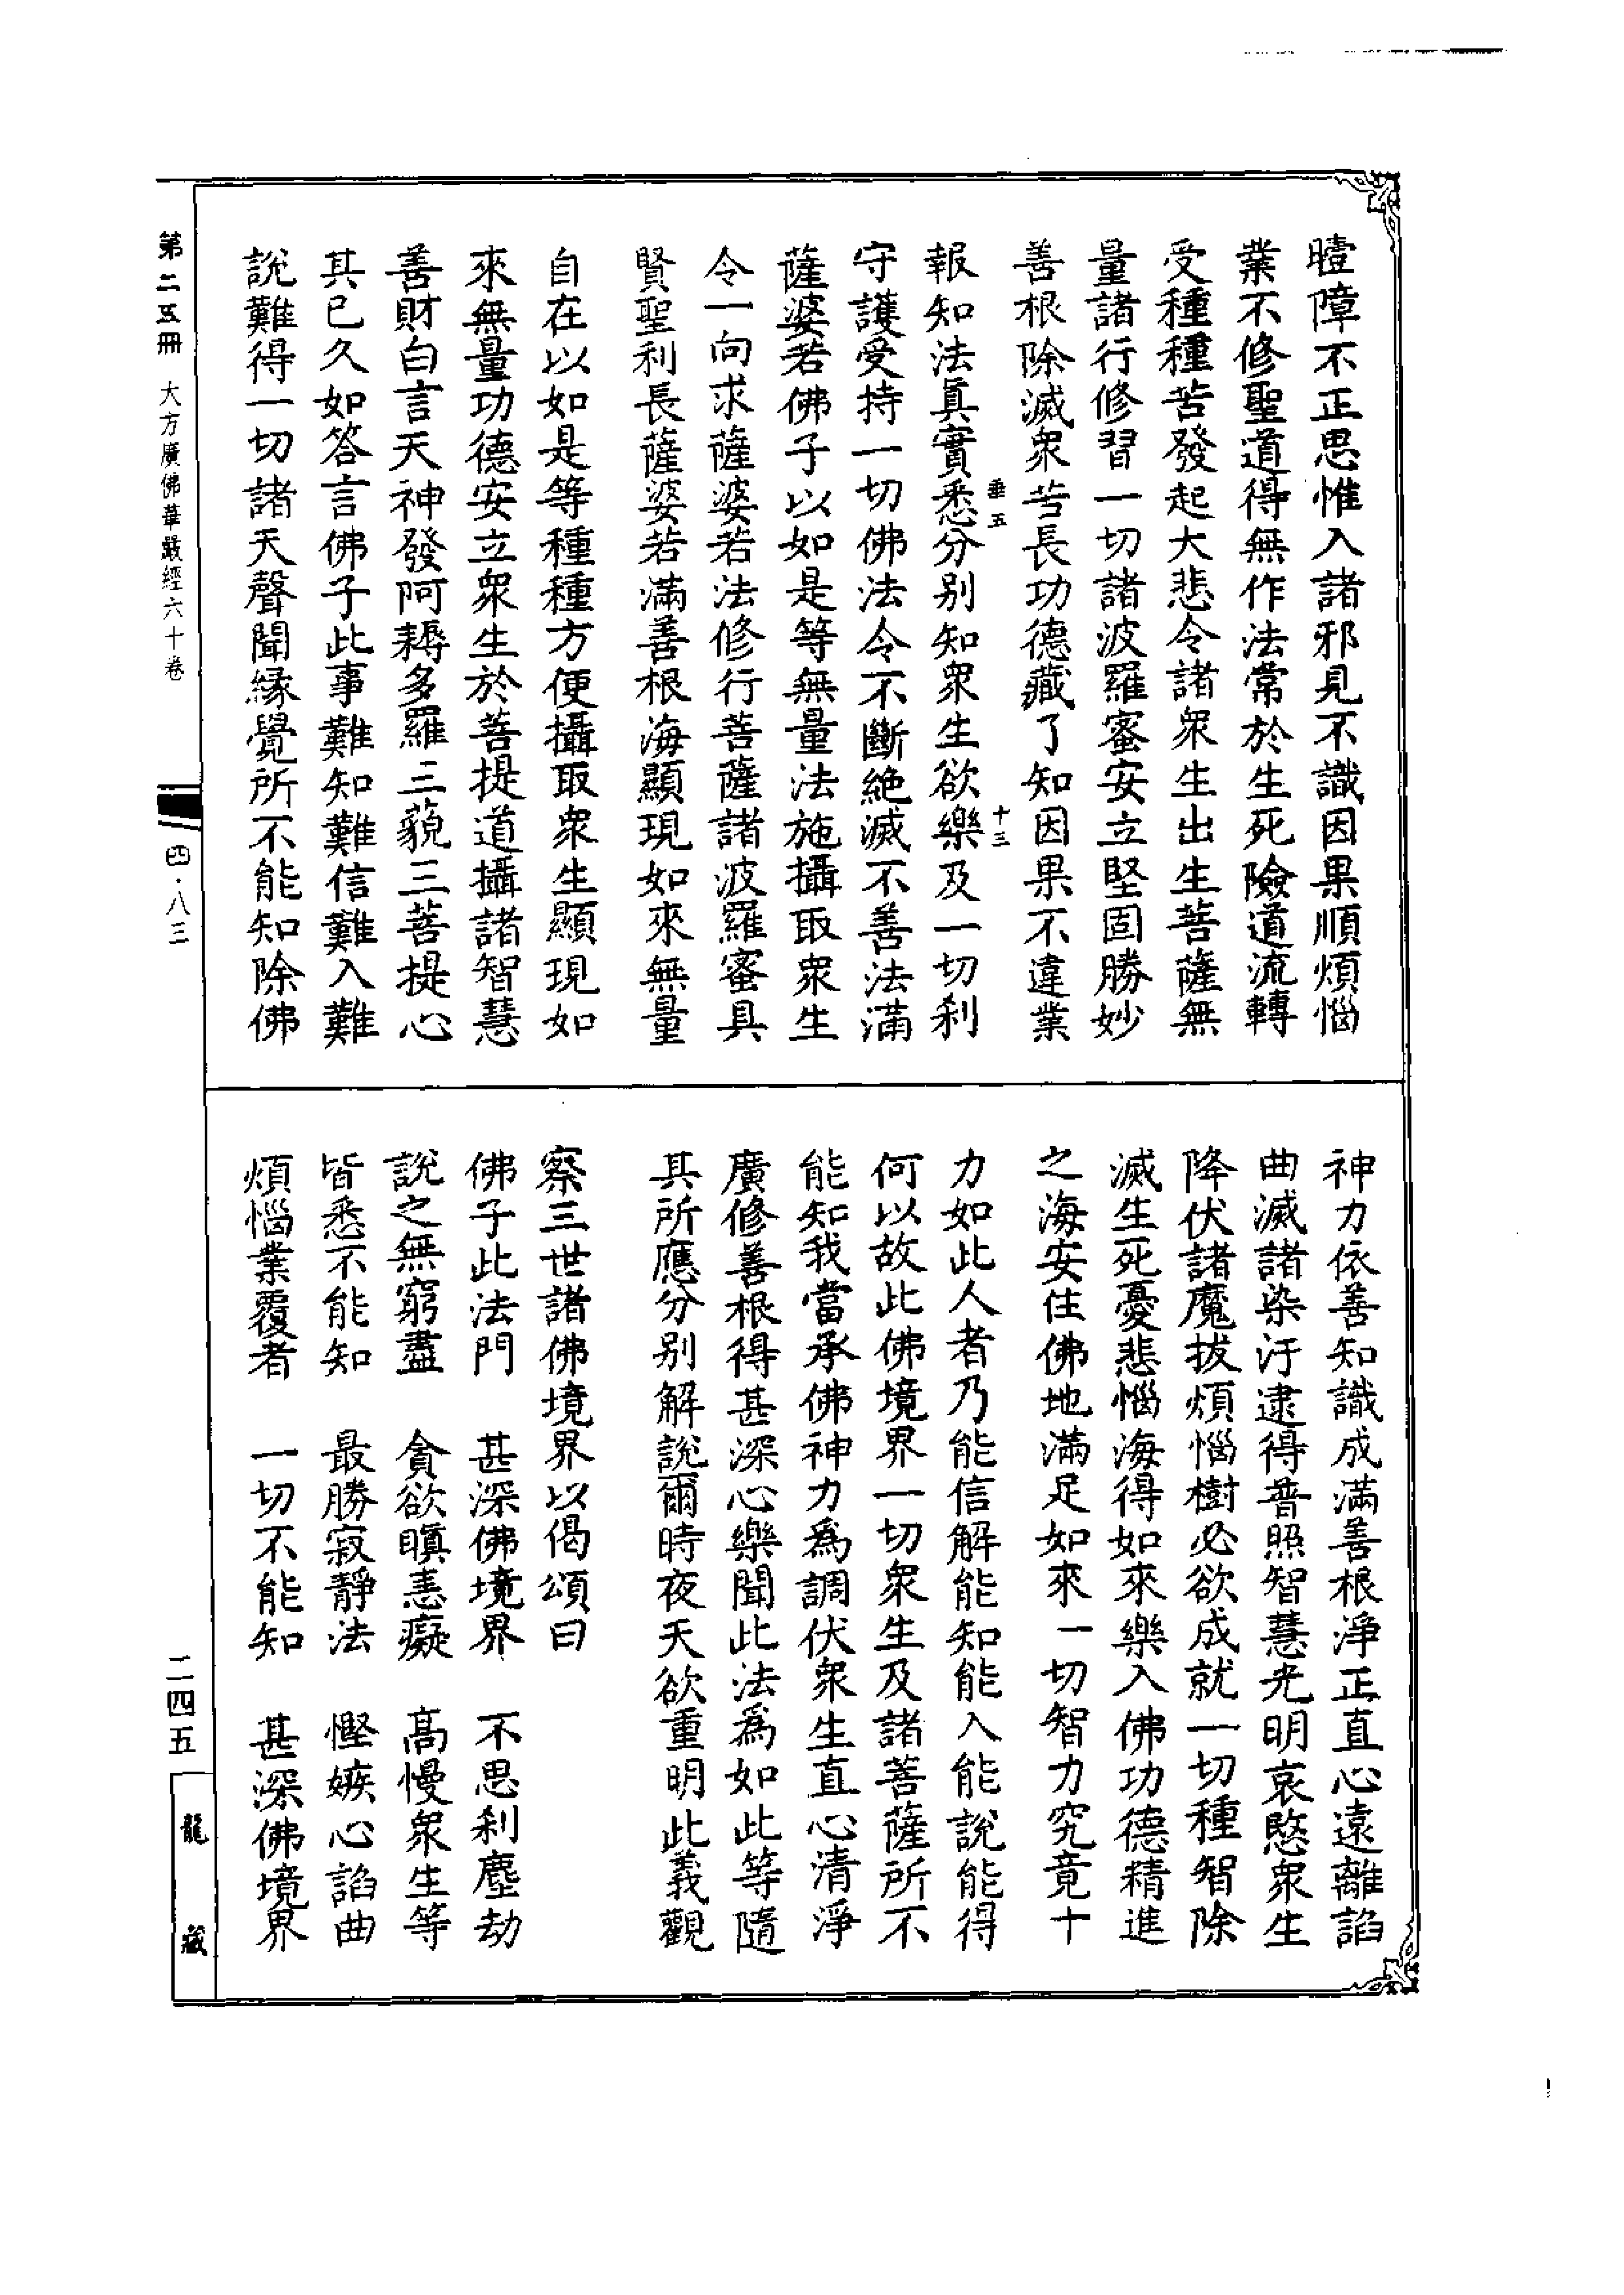 曀障不正思惟入諸邪見不識因果順煩惱
業不修聖道得無作法常於生死險道流轉
受種種苦發起大悲令諸衆生出生菩薩無
量諸行修習一切諸波羅蜜安立堅固勝妙
善根除滅衆苦長功德藏了知因果不違業
垂五
十三
報知法眞實悉分别知衆生欲樂及一切刹
守護受持一切佛法令不斷絶滅不善法滿
薩婆若佛子以如是等無量法施攝取衆生
令一向求薩婆若法修行菩薩諸波羅蜜具
賢聖利長薩婆若滿善根海顯現如來無量
自在以如是等種種方便攝取衆生顯現如
來無量功德安立衆生於菩提道攝諸智慧
善財白言天神發阿耨多羅三藐三菩提心
其已久如答言佛子此事難知難信難入難
說難得一切諸天聲聞緣覺所不能知除佛
神力依善知識成滿善根淨正直心遠離諂
曲滅諸染汙逮得普照智慧光明哀愍衆生
降伏諸魔拔煩惱樹必欲成就一切種智除
滅生死憂悲惱海得如來樂入佛功德精進
之海安住佛地滿足如來一切智力究竟十
力如此人者乃能信解能知能入能說能得
何以故此佛境界一切衆生及諸菩薩所不
能知我當承佛神力爲調伏衆生直心清淨
廣修善根得甚深心樂聞此法爲如此等隨
其所應分别解說爾時夜天欲重明此義觀
察三世諸佛境界以偈頌曰
佛子此法門　甚深佛境界　不思刹塵劫
說之無窮盡　貪欲瞋恚癡　高慢衆生等
皆悉不能知　最勝寂靜法　慳嫉心諂曲
煩惱業覆者　一切不能知　甚深佛境界
第二五冊　大方廣佛華嚴經六十卷
四·八三
二四五
龍藏